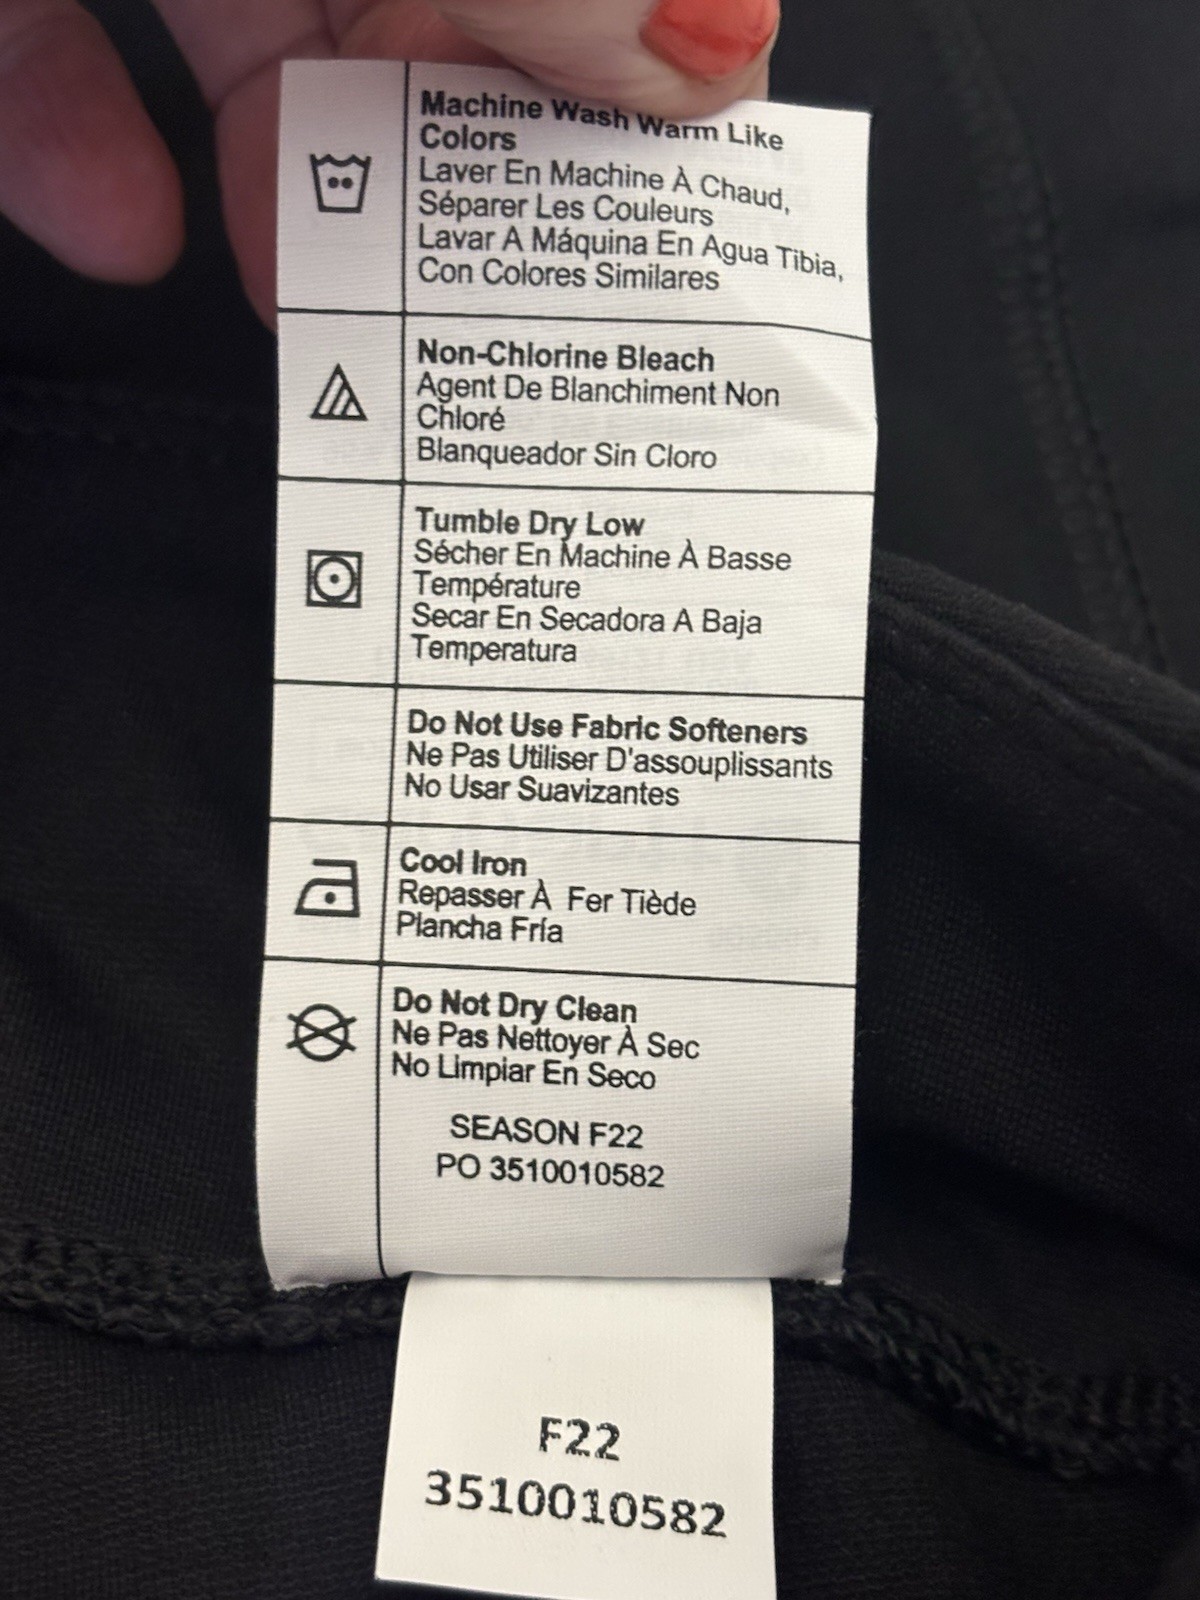 Machine Wash Warm Like
Colors
Laver En Machine À Chaud,
Séparer Les Couleurs
Lavar A Máquina En Agua Tibia,
Con Colores Similares
Non-Chlorine Bleach
Agent De Blanchiment Non
Chloré
Blanqueador Sin Cloro
Tumble Dry Low
Sécher En Machine À Basse
Température
Secar En Secadora A Baja
Temperatura
Do Not Use Fabric Softeners
Ne Pas Utiliser D'assouplissants
No Usar Suavizantes
Cool Iron
Repasser À Fer Tiède
Plancha Fría
Do Not Dry Clean
Ne Pas Nettoyer À Sec
No Limpiar En Seco
SEASON F22
PO 3510010582
F22
3510010582